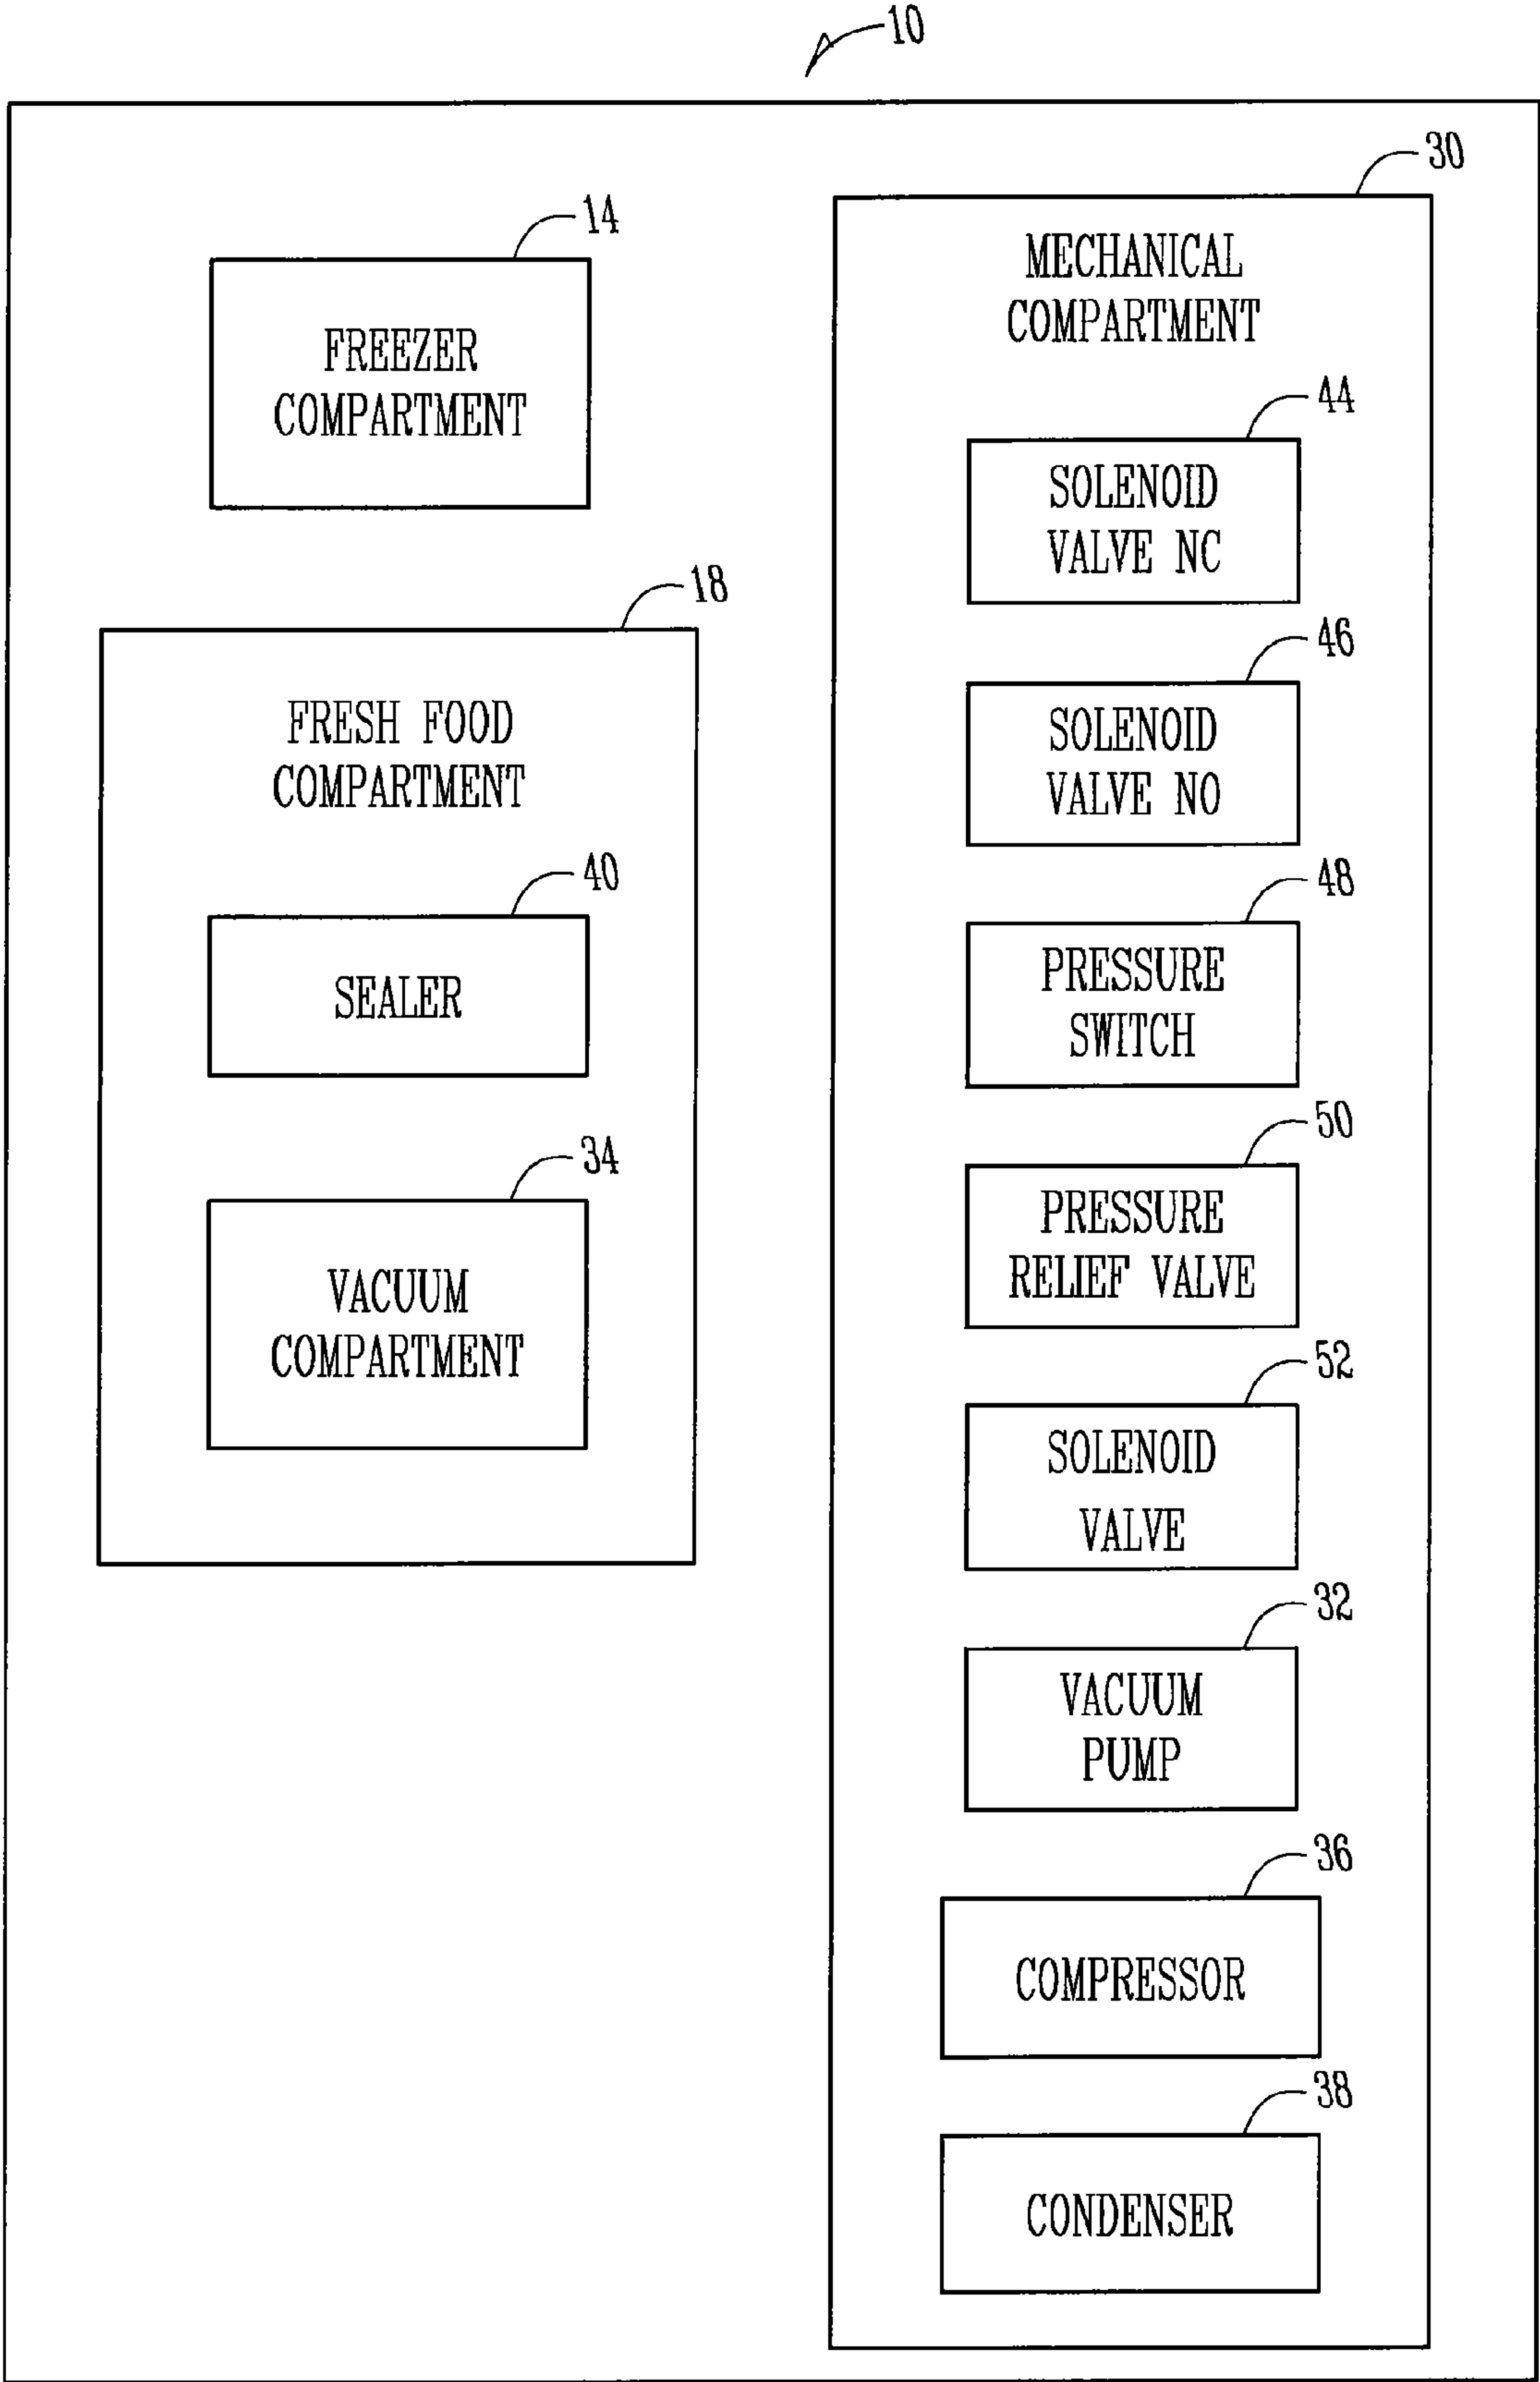 10
14
FREEZER
COMPARTMENT
18
FRESH FOOD
COMPARTMENT
40
SEALER
34
VACUUM
COMPARTMENT
30
MECHANICAL
COMPARTMENT
44
SOLENOID
VALVE NC
46
SOLENOID
VALVE NO
48
PRESSURE
SWITCH
50
PRESSURE
RELIEF VALVE
52
SOLENOID
VALVE
32
VACUUM
PUMP
36
COMPRESSOR
38
CONDENSER